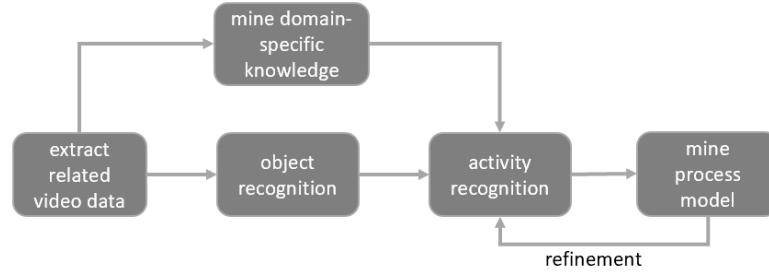 mine domain-
specific
knowledge
extract
related
video data
object
recognition
activity
recognition
mine
process
model
refinement